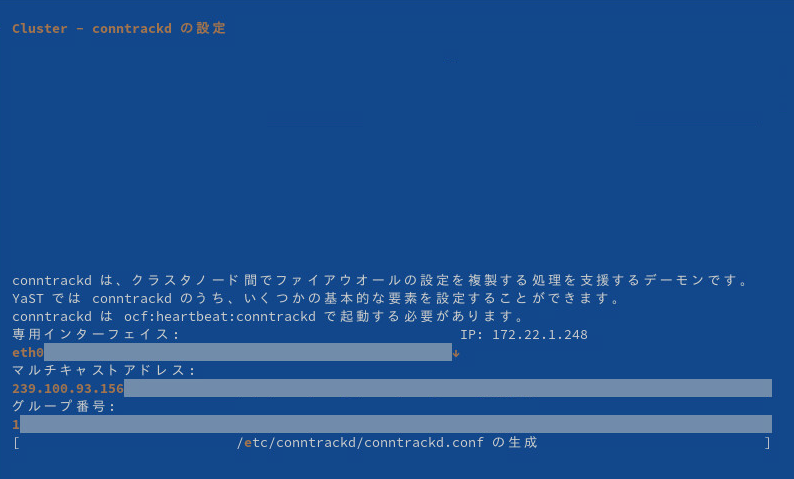 Cluster - conntrackd の設定
conntrackd は、クラスタノード間でファイアウオールの設定を複製する処理を支援するデーモンです。
YaST では conntrackd のうち、いくつかの基本的な要素を設定することができます。
conntrackd は ocf:heartbeat:conntrackd で起動する必要があります。
専用インターフェイス: IP: 172.22.1.248
eth0 ↓
マルチキャストアドレス:
239.100.93.156
グループ番号:
1
[ /etc/conntrackd/conntrackd.conf の生成 ]